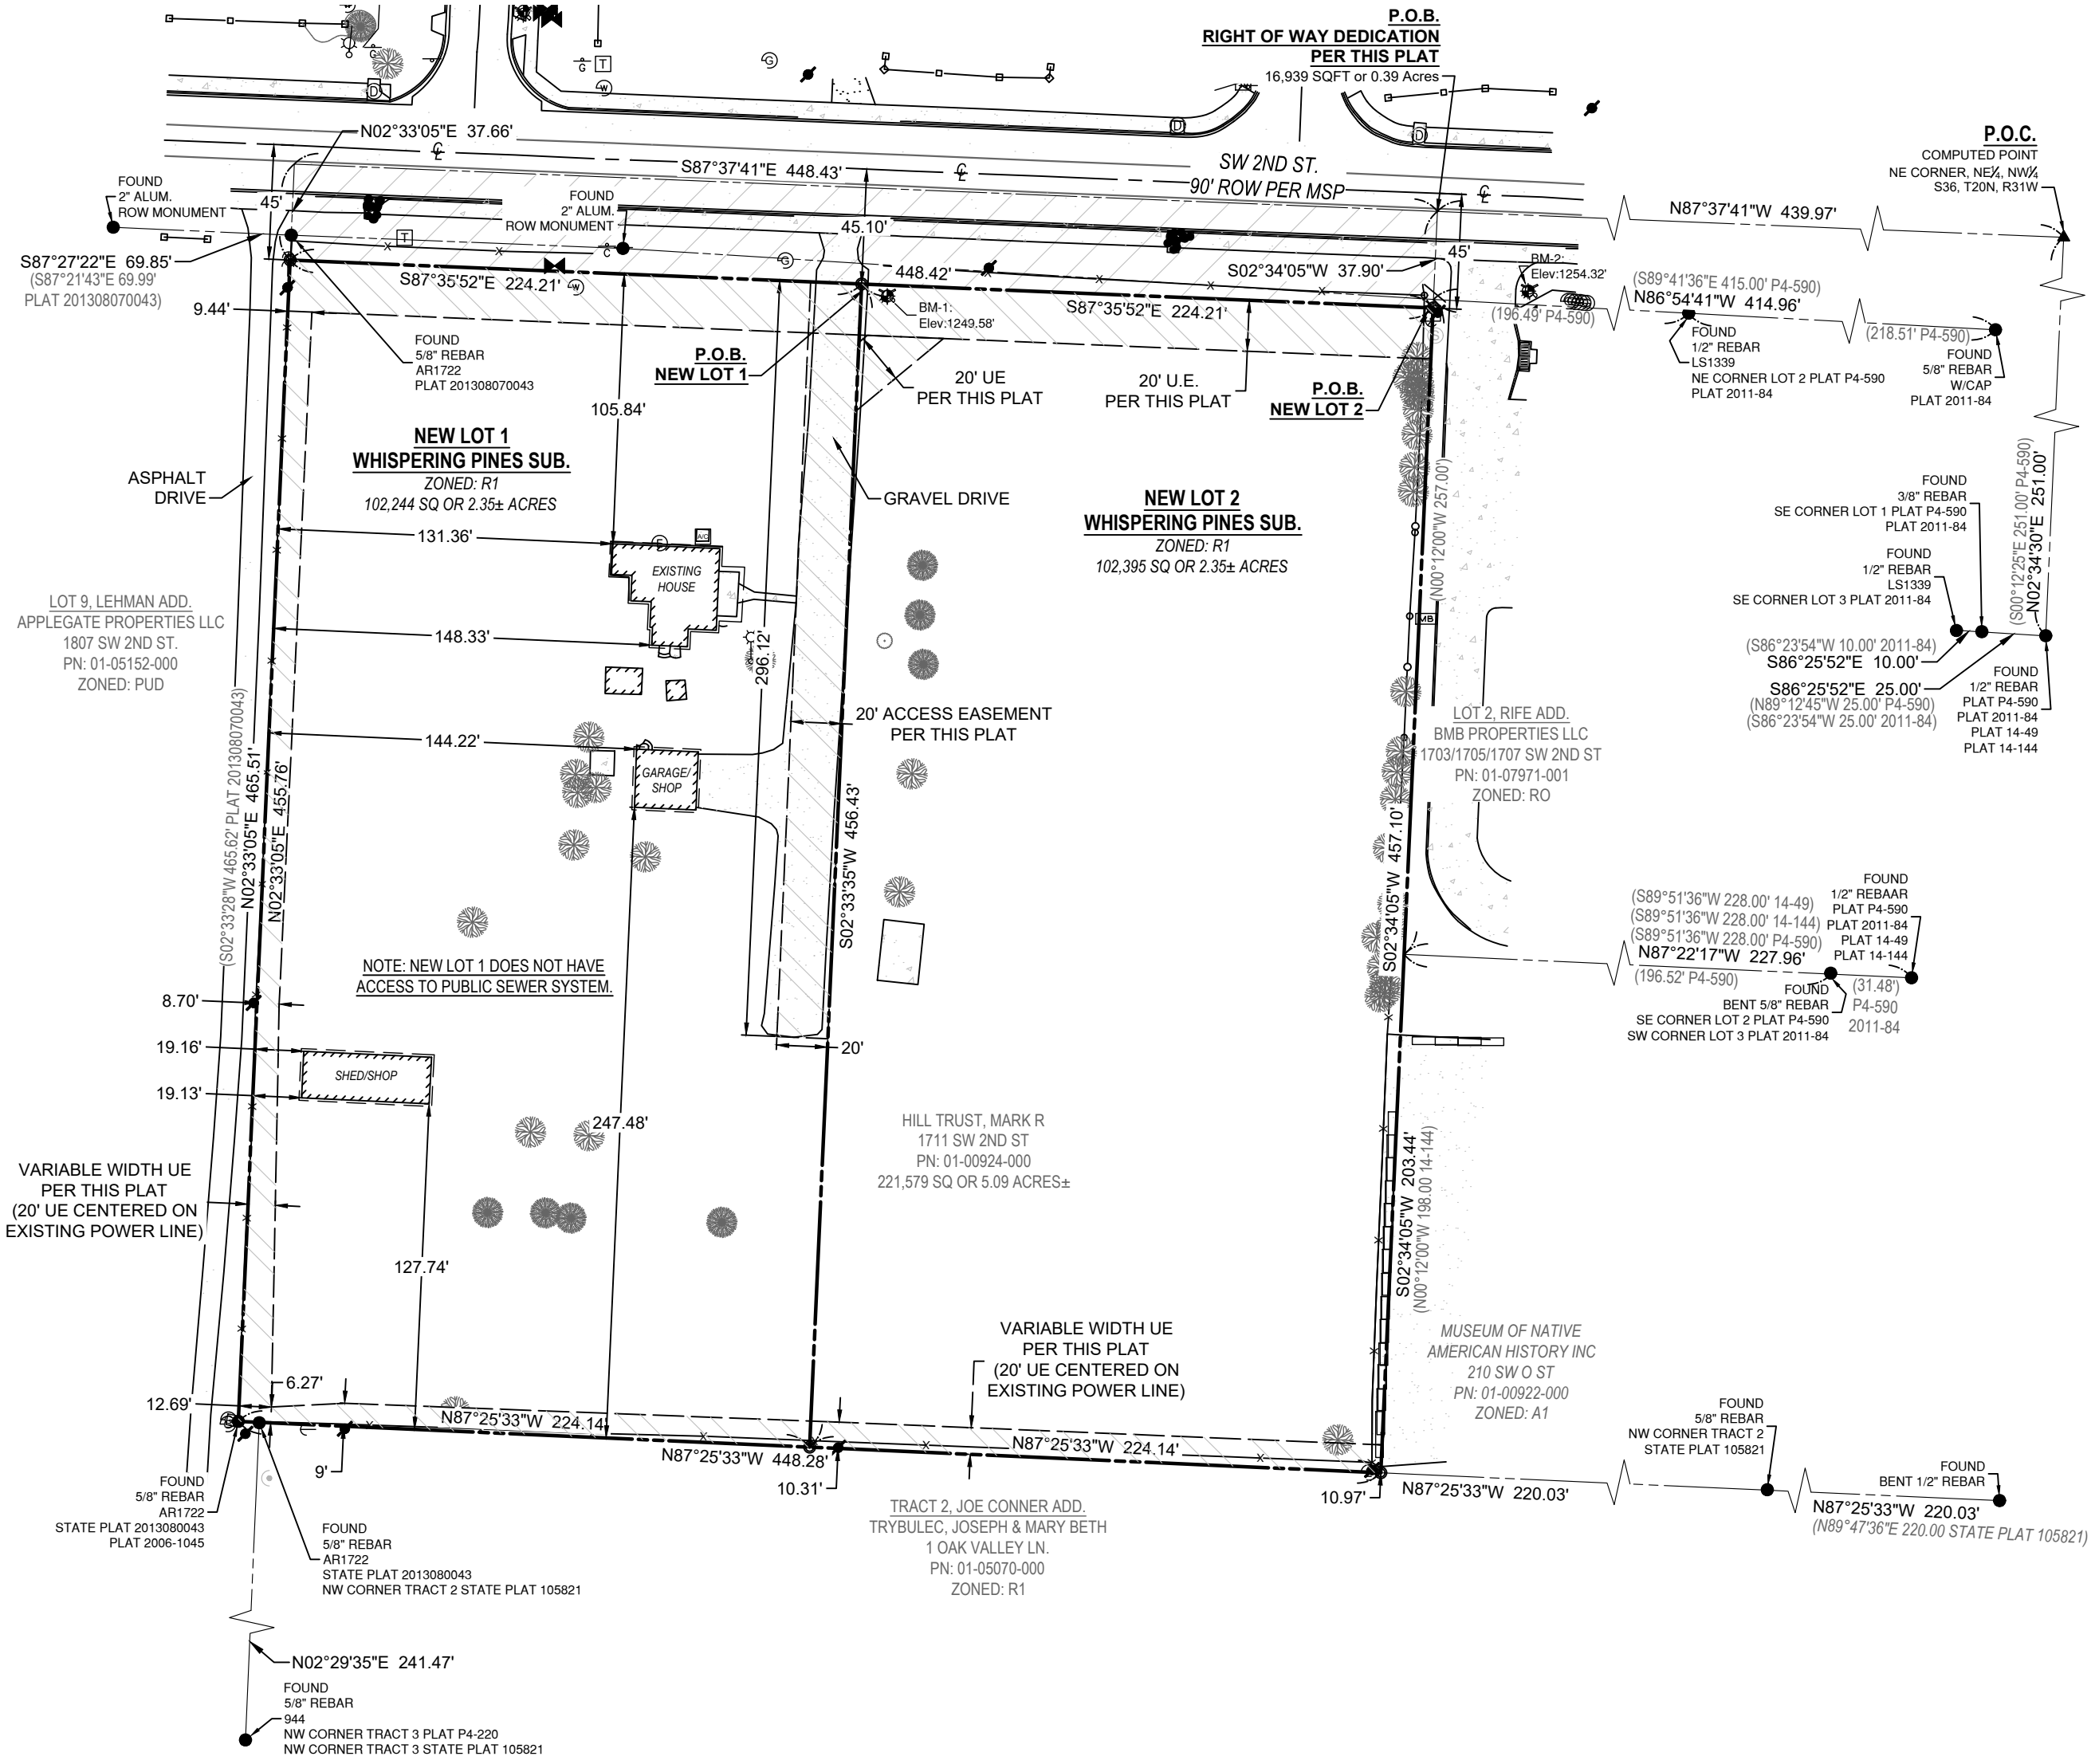 P.O.B.
RIGHT OF WAY DEDICATION
PER THIS PLAT
16,939 SQFT or 0.39 Acres
N02°33'05"E 37.66'
S87°37'41"E 448.43'
SW 2ND ST.
90' ROW PER MSP
P.O.C.
COMPUTED POINT
NE CORNER, NE¼, NW¼
S36, T20N, R31W
N87°37'41"W 439.97'
FOUND
2" ALUM.
ROW MONUMENT
45'
FOUND
2" ALUM.
ROW MONUMENT
45.10'
45'
S87°27'22"E 69.85'
(S87°21'43"E 69.99'
PLAT 201308070043)
T
G
S87°35'52"E 224.21'
448.42'
S02°34'05"W 37.90'
BM-2:
Elev:1254.32'
(S89°41'36"E 415.00' P4-590)
N86°54'41"W 414.96'
(196.49' P4-590)
(218.51' P4-590)
9.44'
BM-1:
Elev:1249.58'
S87°35'52"E 224.21'
FOUND
5/8" REBAR
AR1722
PLAT 201308070043
P.O.B.
NEW LOT 1
20' UE
PER THIS PLAT
20' U.E.
PER THIS PLAT
P.O.B.
NEW LOT 2
FOUND
1/2" REBAR
LS1339
NE CORNER LOT 2 PLAT P4-590
PLAT 2011-84
FOUND
5/8" REBAR
W/CAP
PLAT 2011-84
105.84'
NEW LOT 1
WHISPERING PINES SUB.
ZONED: R1
102,244 SQ OR 2.35± ACRES
ASPHALT
DRIVE
GRAVEL DRIVE
NEW LOT 2
WHISPERING PINES SUB.
ZONED: R1
102,395 SQ OR 2.35± ACRES
(N00°12'00"W 257.00')
FOUND
3/8" REBAR
SE CORNER LOT 1 PLAT P4-590
PLAT 2011-84
(S00°12'25"E 251.00' P4-590)
N02°34'30"E 251.00'
FOUND
1/2" REBAR
LS1339
SE CORNER LOT 3 PLAT 2011-84
131.36'
A/C
EXISTING
HOUSE
148.33'
296.12'
MB
LOT 9, LEHMAN ADD.
APPLEGATE PROPERTIES LLC
1807 SW 2ND ST.
PN: 01-05152-000
ZONED: PUD
(S86°23'54"W 10.00' 2011-84)
S86°25'52"E 10.00'
S86°25'52"E 25.00'
(N89°12'45"W 25.00' P4-590)
(S86°23'54"W 25.00' 2011-84)
FOUND
1/2" REBAR
PLAT P4-590
PLAT 2011-84
PLAT 14-49
PLAT 14-144
20' ACCESS EASEMENT
PER THIS PLAT
LOT 2, RIFE ADD.
BMB PROPERTIES LLC
1703/1705/1707 SW 2ND ST
PN: 01-07971-001
ZONED: RO
144.22'
GARAGE/
SHOP
(S02°33'28"W 465.62' PLAT 201308070043)
N02°33'05"E 465.51'
N02°33'05"E 455.76'
S02°33'35"W 456.43'
S02°34'05"W 457.10'
(S89°51'36"W 228.00' 14-49)
(S89°51'36"W 228.00' 14-144)
(S89°51'36"W 228.00' P4-590)
N87°22'17"W 227.96'
(196.52' P4-590)
FOUND
1/2" REBAAR
PLAT P4-590
PLAT 2011-84
PLAT 14-49
PLAT 14-144
FOUND
BENT 5/8" REBAR
SE CORNER LOT 2 PLAT P4-590
SW CORNER LOT 3 PLAT 2011-84
(31.48')
P4-590
2011-84
NOTE: NEW LOT 1 DOES NOT HAVE
ACCESS TO PUBLIC SEWER SYSTEM.
8.70'
19.16'
19.13'
SHED/SHOP
20'
247.48'
HILL TRUST, MARK R
1711 SW 2ND ST
PN: 01-00924-000
221,579 SQ OR 5.09 ACRES±
S02°34'05"W 203.44'
(N00°12'00"W 198.00 14-144)
VARIABLE WIDTH UE
PER THIS PLAT
(20' UE CENTERED ON
EXISTING POWER LINE)
127.74'
VARIABLE WIDTH UE
PER THIS PLAT
(20' UE CENTERED ON
EXISTING POWER LINE)
MUSEUM OF NATIVE
AMERICAN HISTORY INC
210 SW O ST
PN: 01-00922-000
ZONED: A1
12.69'
6.27'
N87°25'33"W 224.14'
N87°25'33"W 448.28'
N87°25'33"W 224.14'
9'
10.31'
10.97'
N87°25'33"W 220.03'
FOUND
5/8" REBAR
NW CORNER TRACT 2
STATE PLAT 105821
FOUND
BENT 1/2" REBAR
N87°25'33"W 220.03'
(N89°47'36"E 220.00 STATE PLAT 105821)
FOUND
5/8" REBAR
AR1722
STATE PLAT 2013080043
PLAT 2006-1045
FOUND
5/8" REBAR
AR1722
STATE PLAT 2013080043
NW CORNER TRACT 2 STATE PLAT 105821
TRACT 2, JOE CONNER ADD.
TRYBULEC, JOSEPH & MARY BETH
1 OAK VALLEY LN.
PN: 01-05070-000
ZONED: R1
N02°29'35"E 241.47'
FOUND
5/8" REBAR
944
NW CORNER TRACT 3 PLAT P4-220
NW CORNER TRACT 3 STATE PLAT 105821